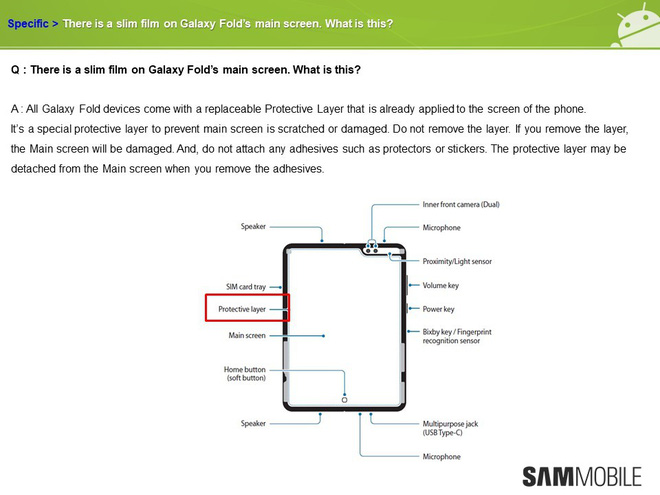 Specific > There is a slim film on Galaxy Fold's main screen. What is this?
Q : There is a slim film on Galaxy Fold's main screen. What is this?
A : All Galaxy Fold devices come with a replaceable Protective Layer that is already applied to the screen of the phone.
It's a special protective layer to prevent main screen is scratched or damaged. Do not remove the layer. If you remove the layer,
the Main screen will be damaged. And, do not attach any adhesives such as protectors or stickers. The protective layer may be
detached from the Main screen when you remove the adhesives.
Inner front camera (Dual)
Speaker
Microphone
Proximity/Light sensor
SIM card tray
Volume key
Protective layer
Power key
Main screen
Bixby key / Fingerprint
recognition sensor
Home button
(soft button)
Speaker
Multipurpose jack
(USB Type-C)
Microphone
SAMMOBILE